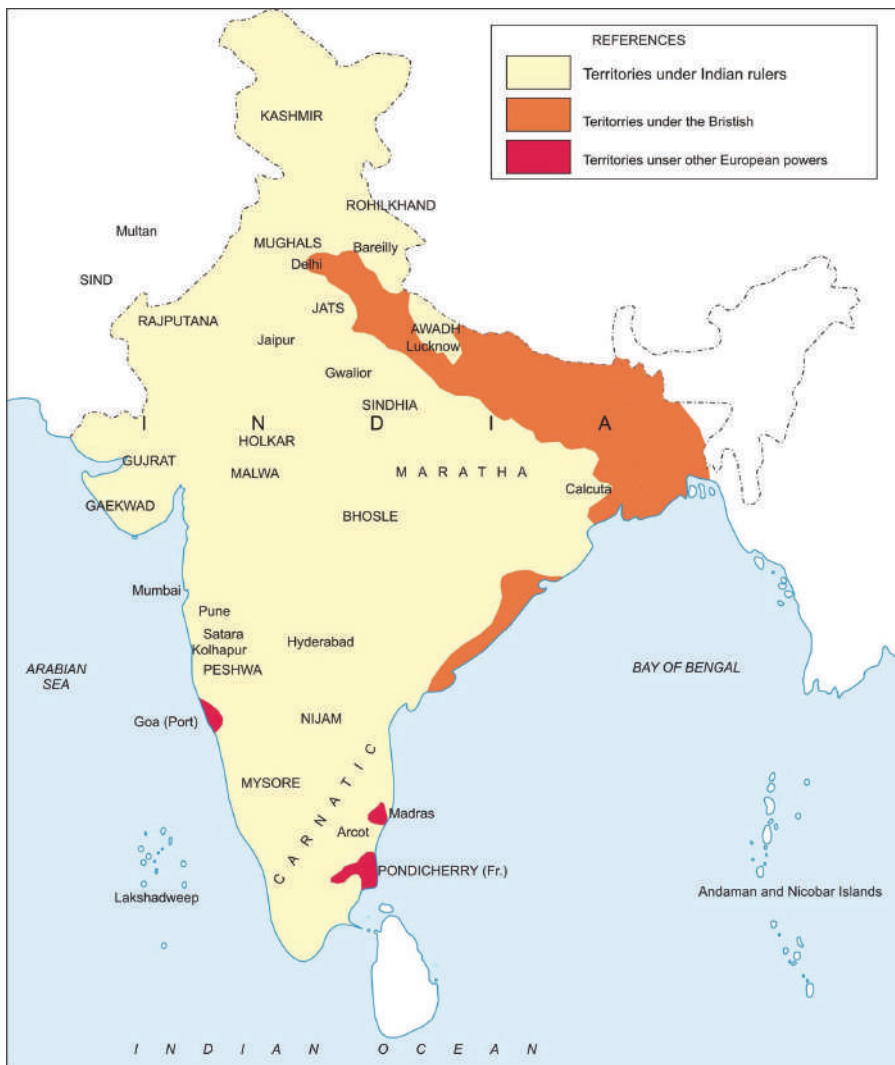 REFERENCES
Territories under Indian rulers
Teritorries under the Bristish
Territories unser other European powers
KASHMIR
ROHILKHAND
Multan
MUGHALS
Bareilly
Delhi
SIND
RAJPUTANA
JATS
AWADH
Jaipur
Lucknow
Gwalior
SINDHIA
I N D I A
HOLKAR
GUJRAT
MALWA
M A R A T H A
Calcuta
GAEKWAD
BHOSLE
Mumbai
Pune
Satara
Hyderabad
Kolhapur
PESHWA
ARABIAN
SEA
BAY OF BENGAL
Goa (Port)
NIJAM
MYSORE
C A R N A T I C
Madras
Arcot
PONDICHERRY (Fr.)
Lakshadweep
Andaman and Nicobar Islands
I N D I A N O C E A N